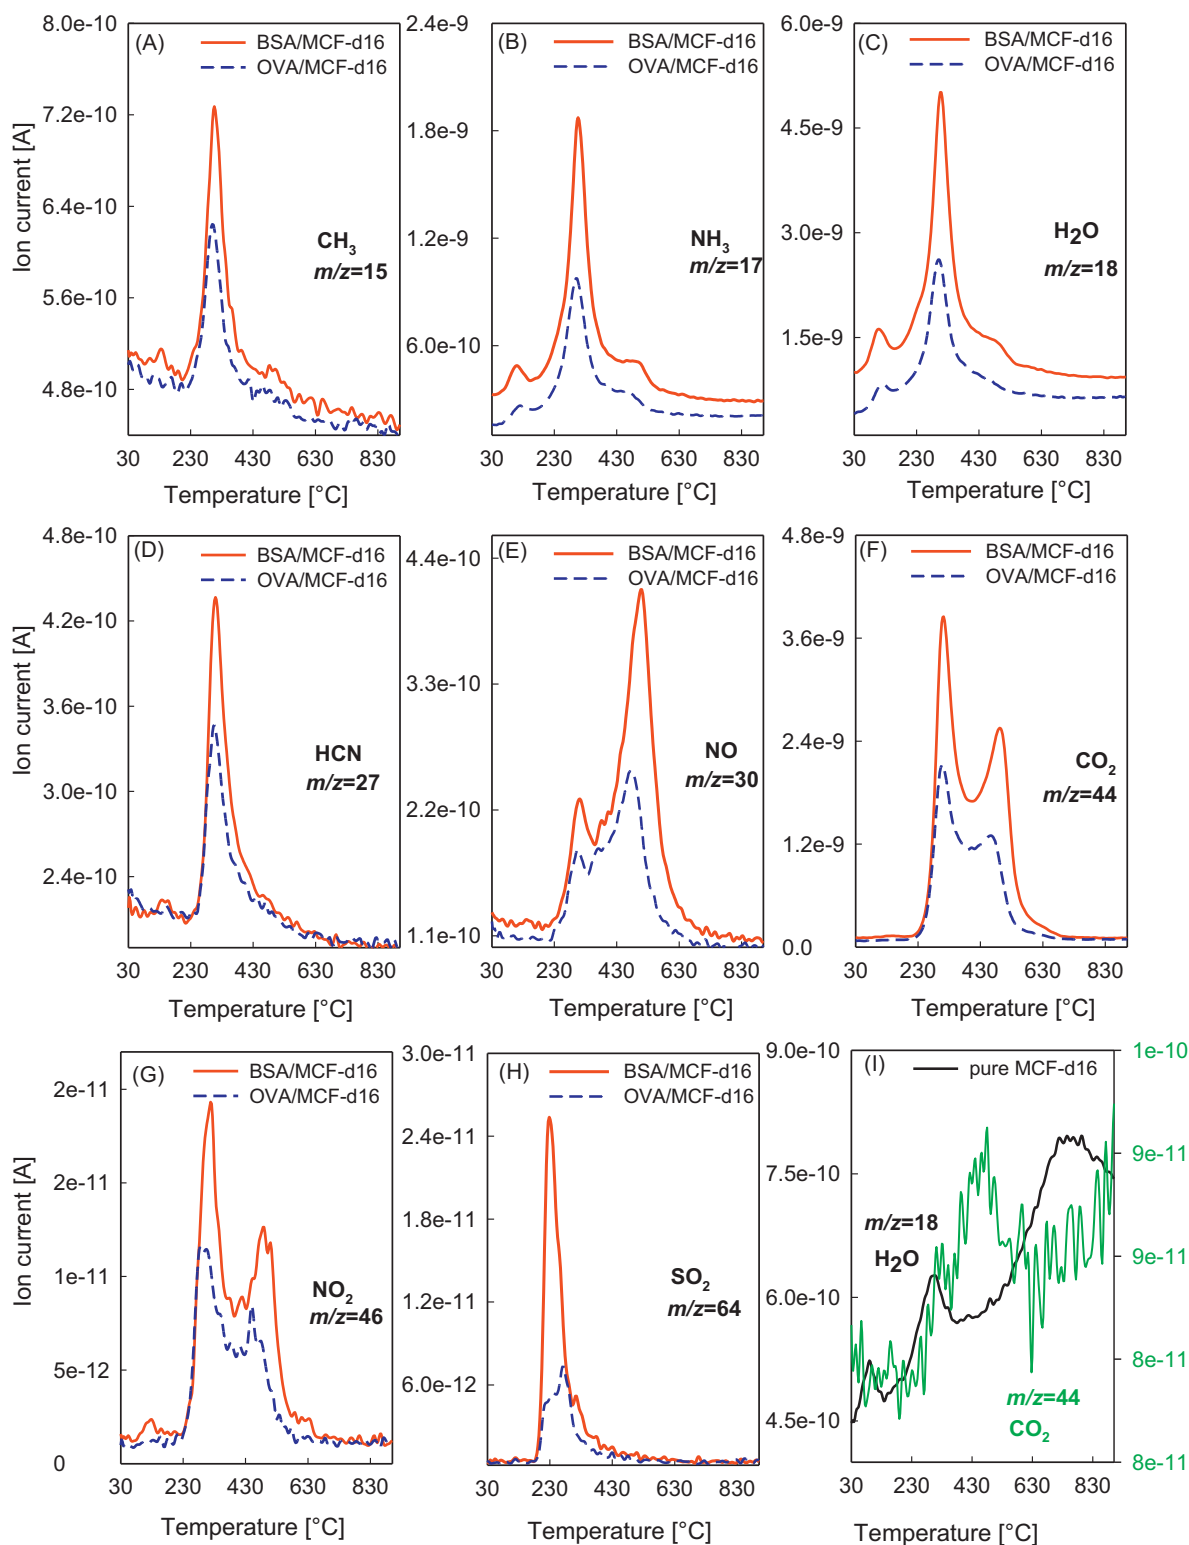 (A)
BSA/MCF-d16
OVA/MCF-d16
8.0e-10
7.2e-10
6.4e-10
5.6e-10
4.8e-10
Ion current [A]
CH3
m/z=15
30 230 430 630 830
Temperature [°C]
(B)
BSA/MCF-d16
OVA/MCF-d16
2.4e-9
1.8e-9
1.2e-9
6.0e-10
NH3
m/z=17
30 230 430 630 830
Temperature [°C]
(C)
BSA/MCF-d16
OVA/MCF-d16
6.0e-9
4.5e-9
3.0e-9
1.5e-9
H2O
m/z=18
30 230 430 630 830
Temperature [°C]
(D)
BSA/MCF-d16
OVA/MCF-d16
4.8e-10
4.2e-10
3.6e-10
3.0e-10
2.4e-10
Ion current [A]
HCN
m/z=27
30 230 430 630 830
Temperature [°C]
(E)
BSA/MCF-d16
OVA/MCF-d16
4.4e-10
3.3e-10
2.2e-10
1.1e-10
NO
m/z=30
30 230 430 630 830
Temperature [°C]
(F)
BSA/MCF-d16
OVA/MCF-d16
4.8e-9
3.6e-9
2.4e-9
1.2e-9
0.0
CO2
m/z=44
30 230 430 630 830
Temperature [°C]
(G)
BSA/MCF-d16
OVA/MCF-d16
2e-11
2e-11
1e-11
5e-12
0
Ion current [A]
NO2
m/z=46
30 230 430 630 830
Temperature [°C]
(H)
BSA/MCF-d16
OVA/MCF-d16
3.0e-11
2.4e-11
1.8e-11
1.2e-11
6.0e-12
SO2
m/z=64
30 230 430 630 830
Temperature [°C]
(I)
pure MCF-d16
9.0e-10
7.5e-10
6.0e-10
4.5e-10
1e-10
9e-11
9e-11
8e-11
8e-11
m/z=18
H2O
m/z=44
CO2
30 230 430 630 830
Temperature [°C]